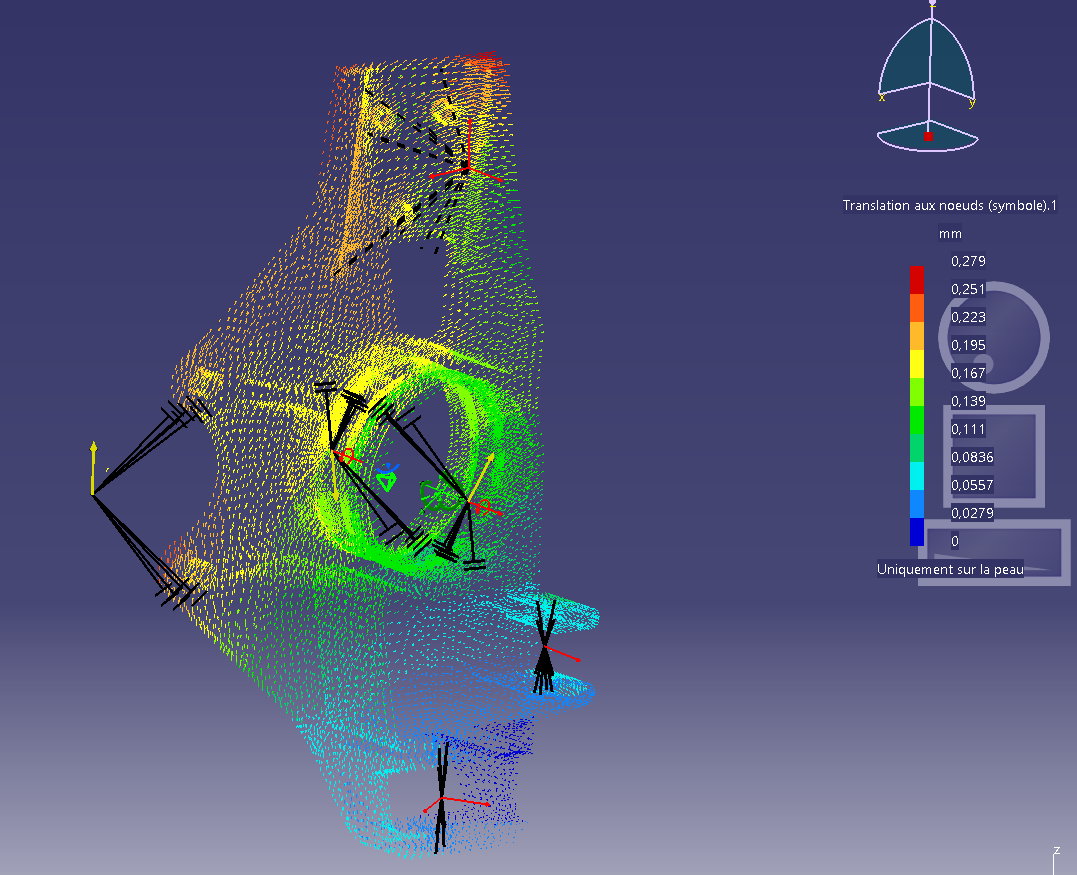 z
x
y
Translation aux noeuds (symbole).1
mm
0,279
0,251
0,223
0,195
0,167
0,139
0,111
0,0836
0,0557
0,0279
0
Uniquement sur la peau
z